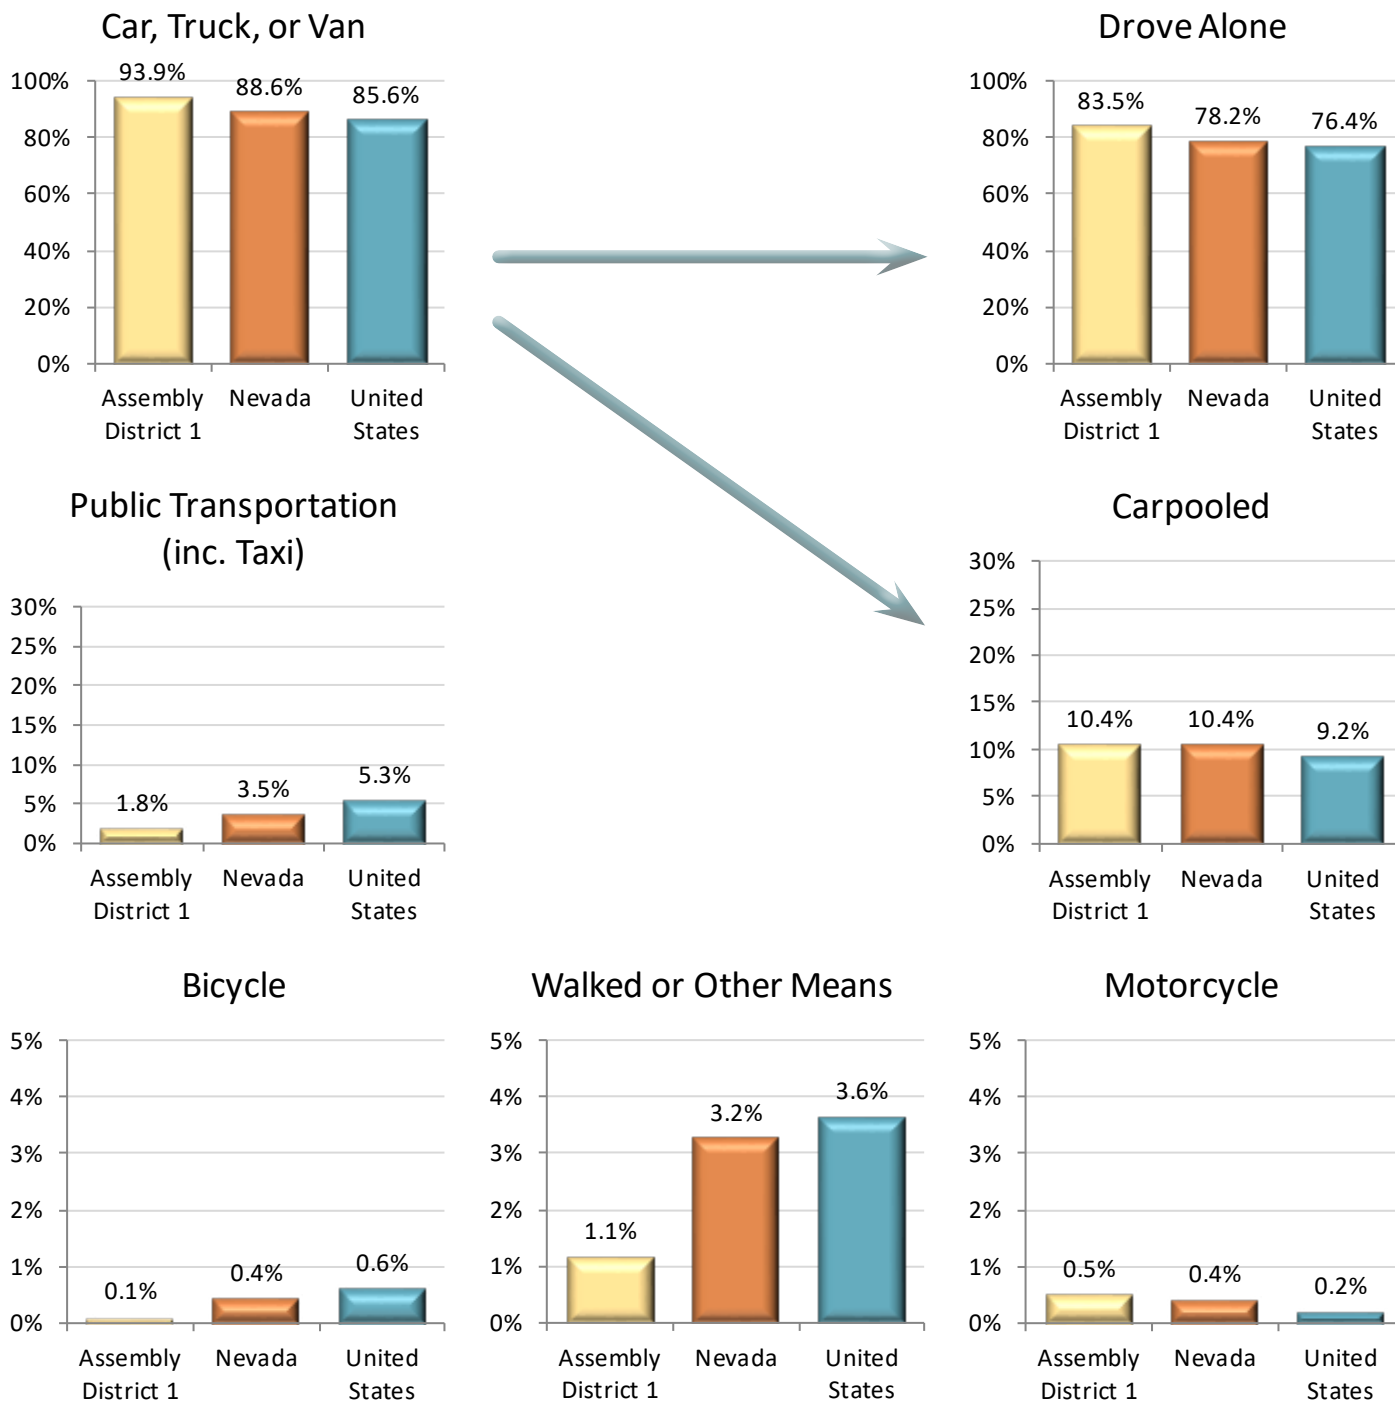 Car, Truck, or Van
100%
80%
60%
40%
20%
0%
93.9%
88.6%
85.6%
Assembly
District 1
Nevada
United
States
Drove Alone
100%
80%
60%
40%
20%
0%
83.5%
78.2%
76.4%
Assembly
District 1
Nevada
United
States
Public Transportation
(inc. Taxi)
30%
25%
20%
15%
10%
5%
0%
1.8%
3.5%
5.3%
Assembly
District 1
Nevada
United
States
Carpooled
30%
25%
20%
15%
10%
5%
0%
10.4%
10.4%
9.2%
Assembly
District 1
Nevada
United
States
Bicycle
5%
4%
3%
2%
1%
0%
0.1%
0.4%
0.6%
Assembly
District 1
Nevada
United
States
Walked or Other Means
5%
4%
3%
2%
1%
0%
1.1%
3.2%
3.6%
Assembly
District 1
Nevada
United
States
Motorcycle
5%
4%
3%
2%
1%
0%
0.5%
0.4%
0.2%
Assembly
District 1
Nevada
United
States